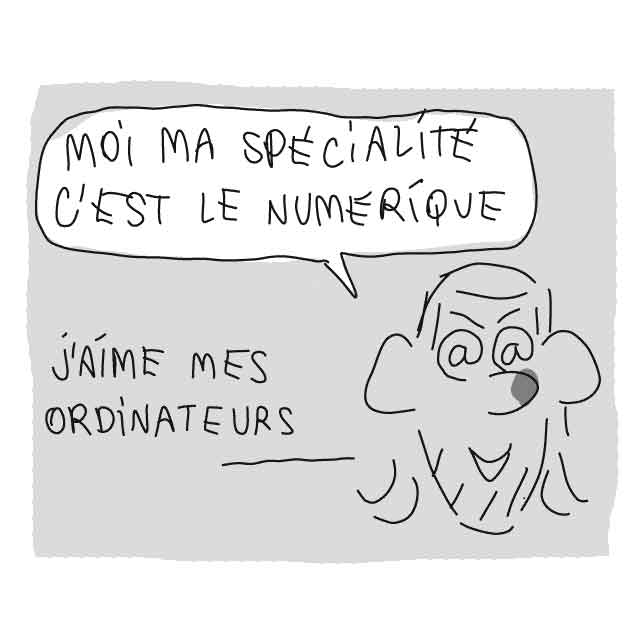 MOI MA SPÉCIALITÉ
C'EST LE NUMERIQUE
J'AIME MES
ORDINATEURS
@ @